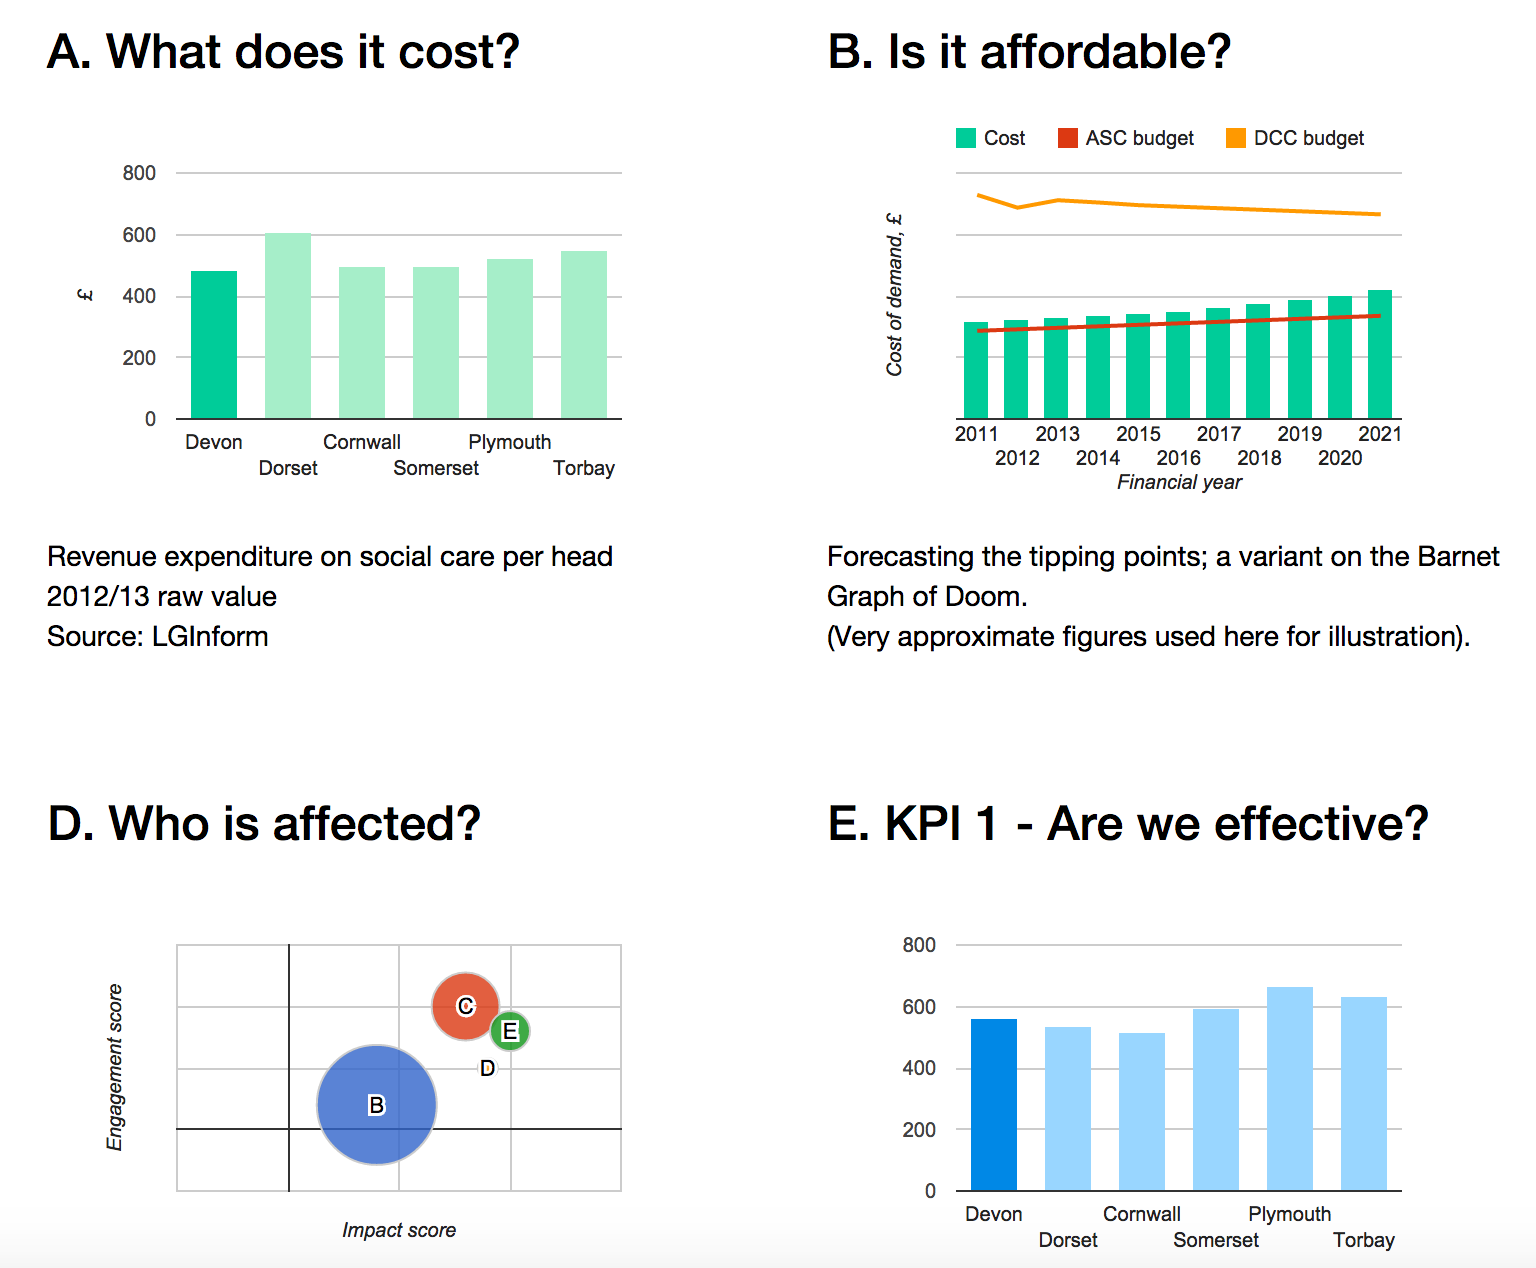 A. What does it cost?
800
600
400
200
0
£
Devon
Cornwall
Plymouth
Dorset
Somerset
Torbay
Revenue expenditure on social care per head
2012/13 raw value
Source: LGInform
B. Is it affordable?
Cost
ASC budget
DCC budget
Cost of demand, £
2011
2013
2015
2017
2019
2021
2012
2014
2016
2018
2020
Financial year
Forecasting the tipping points; a variant on the Barnet
Graph of Doom.
(Very approximate figures used here for illustration).
D. Who is affected?
Engagement score
C
E
D
B
Impact score
E. KPI 1 - Are we effective?
800
600
400
200
0
Devon
Cornwall
Plymouth
Dorset
Somerset
Torbay